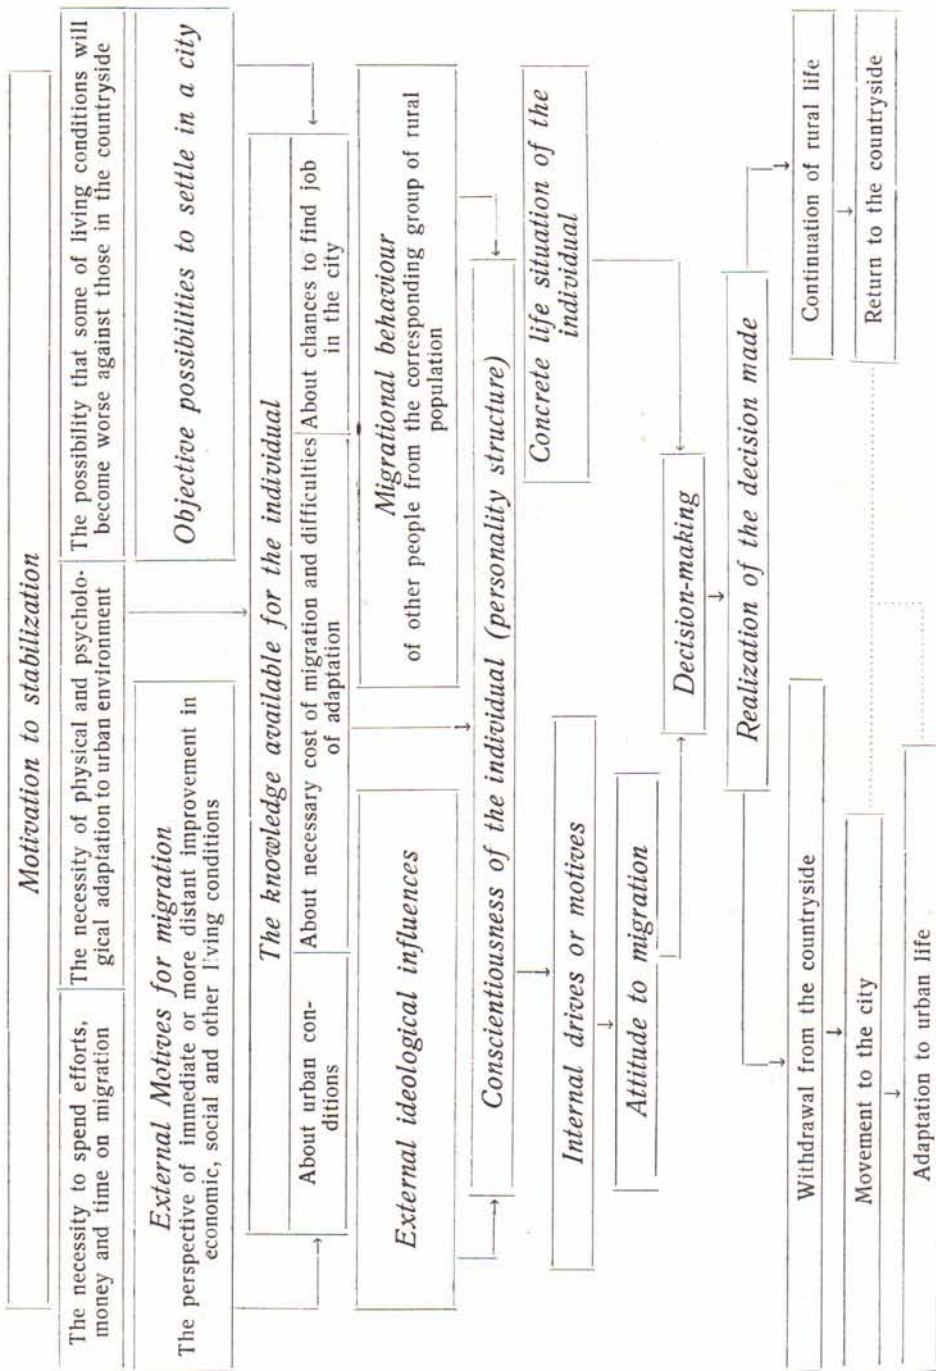 Motivation to stabilization
The necessity to spend efforts,
money and time on migration
The necessity of physical and psycholo-
gical adaptation to urban environment
The possibility that some of living conditions will
become worse against those in the countryside
External Motives for migration
The perspective of immediate or more distant improvement in
economic, social and other living conditions
Objective possibilities to settle in a city
The knowledge available for the individual
About urban con-
ditions
About necessary cost of migration and difficulties
of adaptation
About chances to find job
in the city
External ideological influences
Migrational behaviour
of other people from the corresponding group of rural
population
Conscientiousness of the individual (personality structure)
Internal drives or motives
Concrete life situation of the
individual
Attitude to migration
Decision-making
Realization of the decision made
Withdrawal from the countryside
Continuation of rural life
Movement to the city
Return to the countryside
Adaptation to urban life